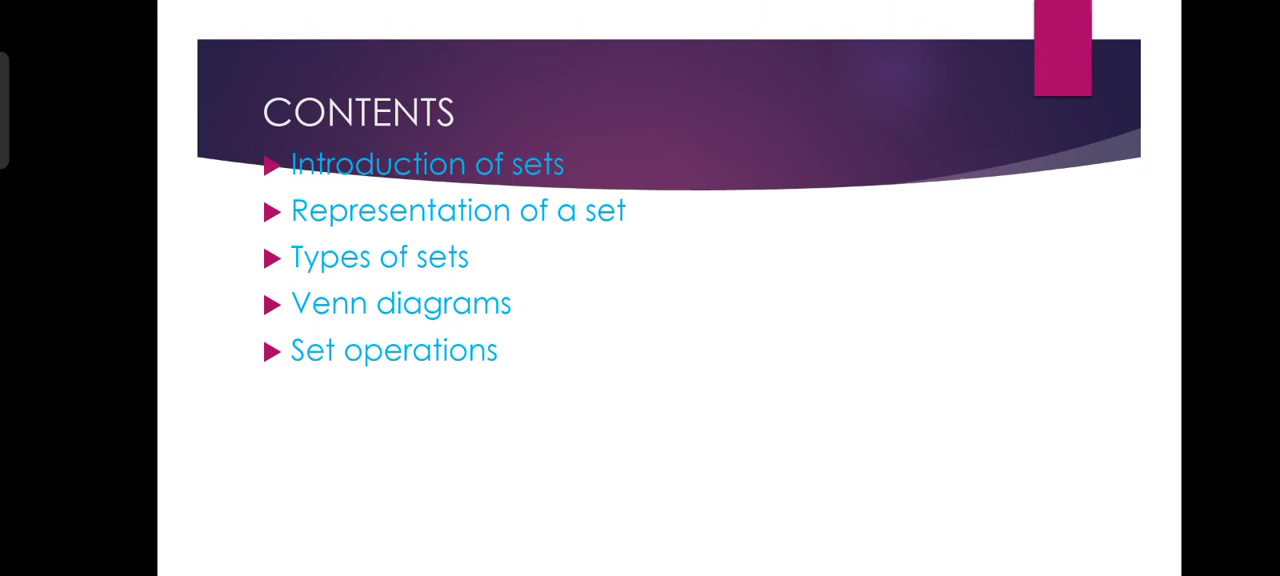 CONTENTS
Introduction of sets
Representation of a set
Types of sets
Venn diagrams
Set operations